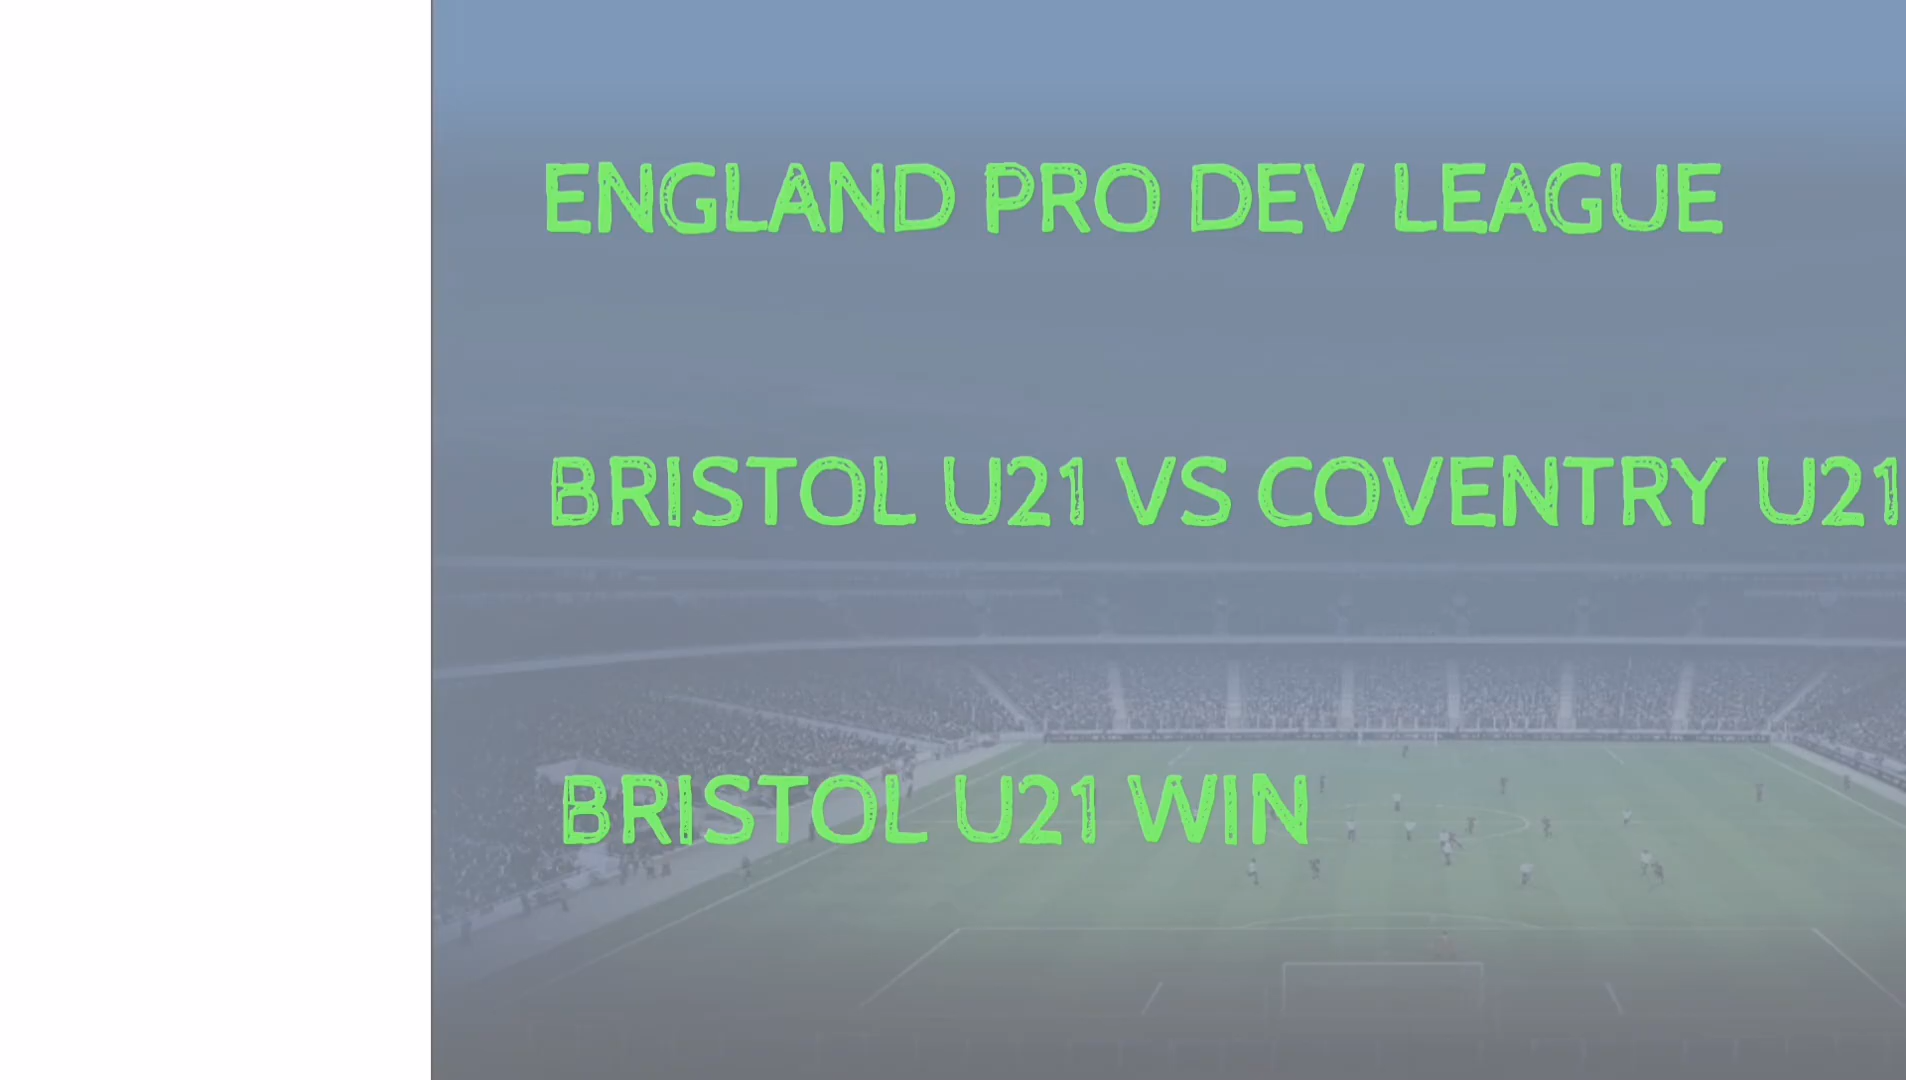 ENGLAND PRO DEV LEAGUE
BRISTOL U21 VS COVENTRY U21
BRISTOL U21 WIN